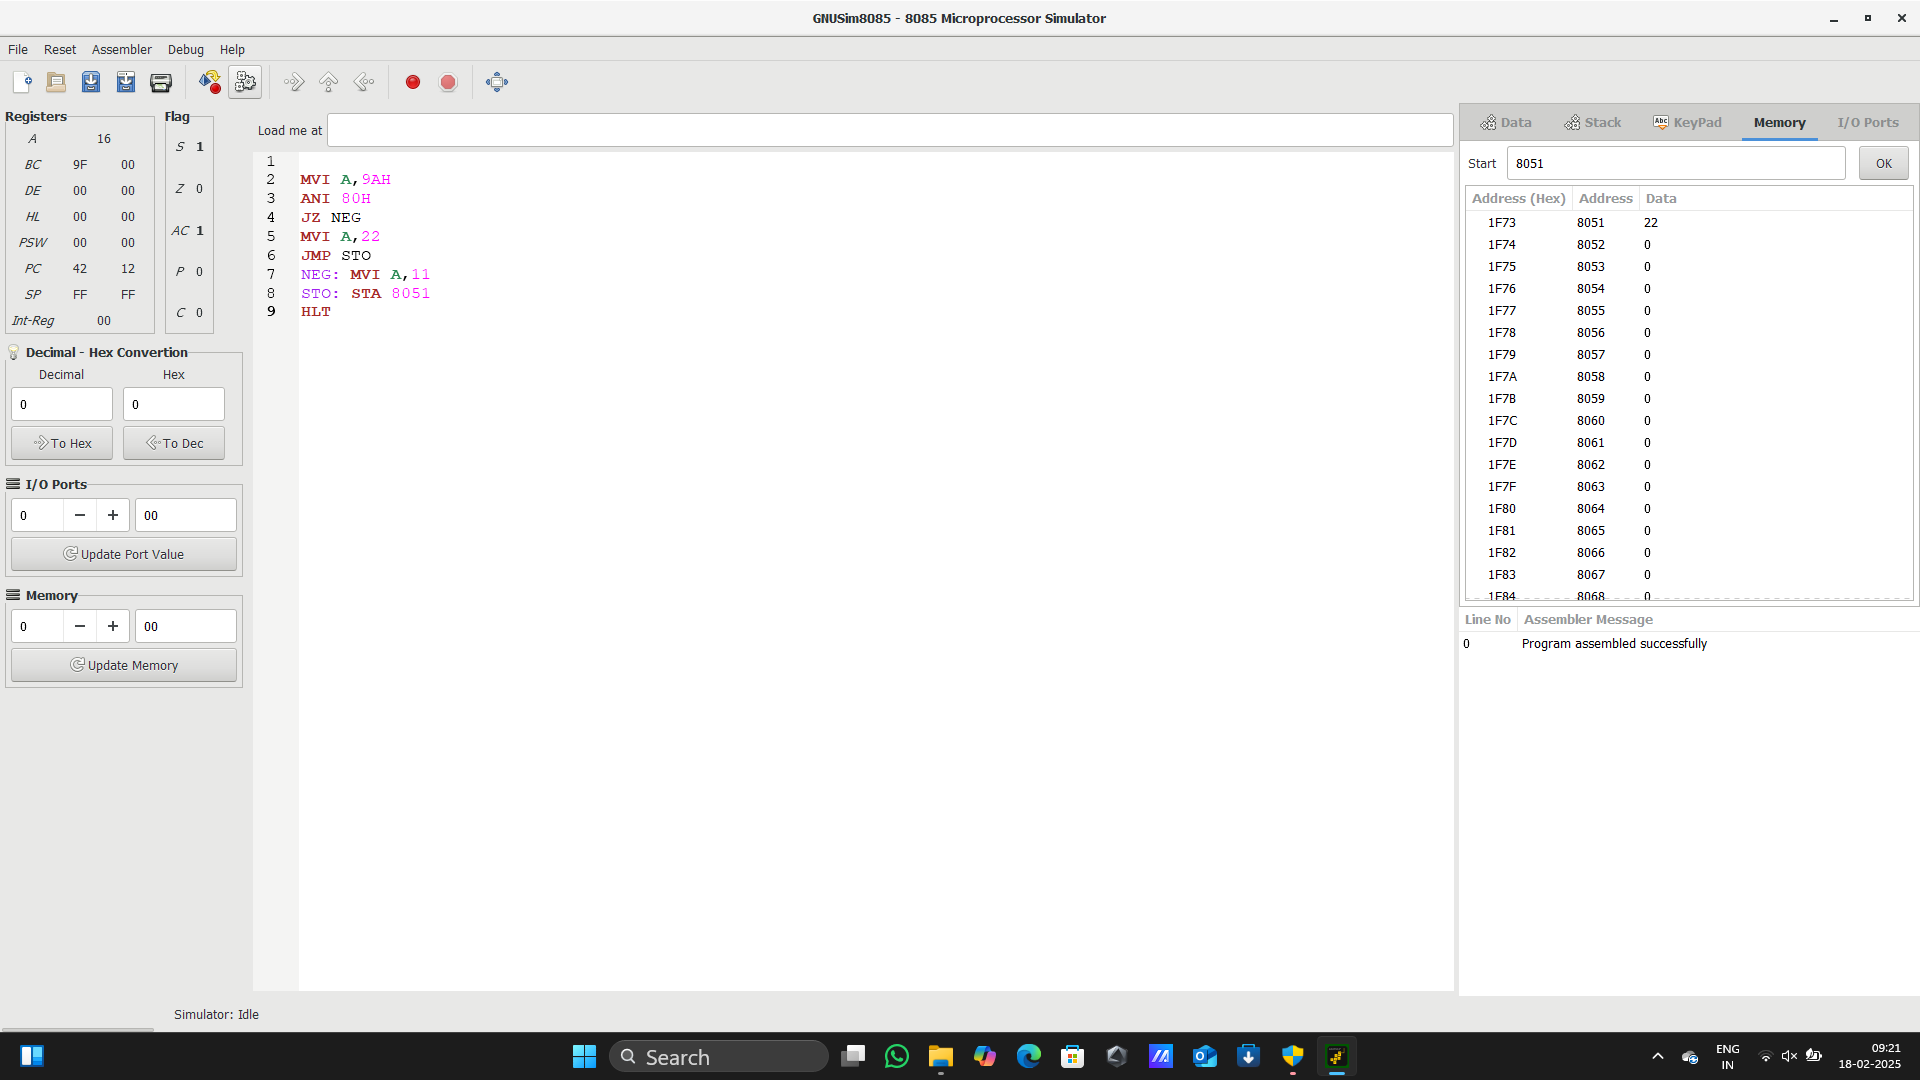 GNUSim8085 - 8085 Microprocessor Simulator
File Reset Assembler Debug Help
Registers
A 16
BC 9F 00
DE 00 00
HL 00 00
PSW 00 00
PC 42 12
SP FF FF
Int-Reg 00
Flag
S 1
Z 0
AC 1
P 0
C 0
Decimal - Hex Convertion
Decimal Hex
0 0
To Hex To Dec
I/O Ports
0 00
Update Port Value
Memory
0 00
Update Memory
Load me at
1
2 MVI A,9AH
3 ANI 80H
4 JZ NEG
5 MVI A,22
6 JMP STO
7 NEG: MVI A,11
8 STO: STA 8051
9 HLT
Data Stack Abc KeyPad Memory I/O Ports
Start 8051 OK
Address (Hex) Address Data
1F73 8051 22
1F74 8052 0
1F75 8053 0
1F76 8054 0
1F77 8055 0
1F78 8056 0
1F79 8057 0
1F7A 8058 0
1F7B 8059 0
1F7C 8060 0
1F7D 8061 0
1F7E 8062 0
1F7F 8063 0
1F80 8064 0
1F81 8065 0
1F82 8066 0
1F83 8067 0
1F84 8068 0
Line No Assembler Message
0 Program assembled successfully
Simulator: Idle
Search
ENG
IN
09:21
18-02-2025